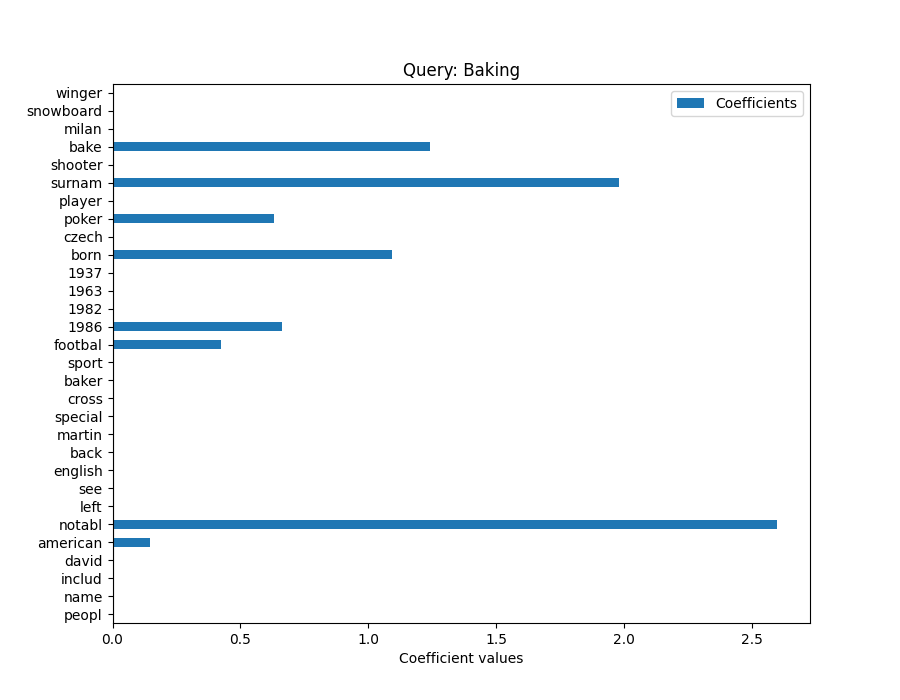 Query: Baking
Coefficients
winger
snowboard
milan
bake
shooter
surnam
player
poker
czech
born
1937
1963
1982
1986
footbal
sport
baker
cross
special
martin
back
english
see
left
notabl
american
david
includ
name
peopl
0.0 0.5 1.0 1.5 2.0 2.5
Coefficient values